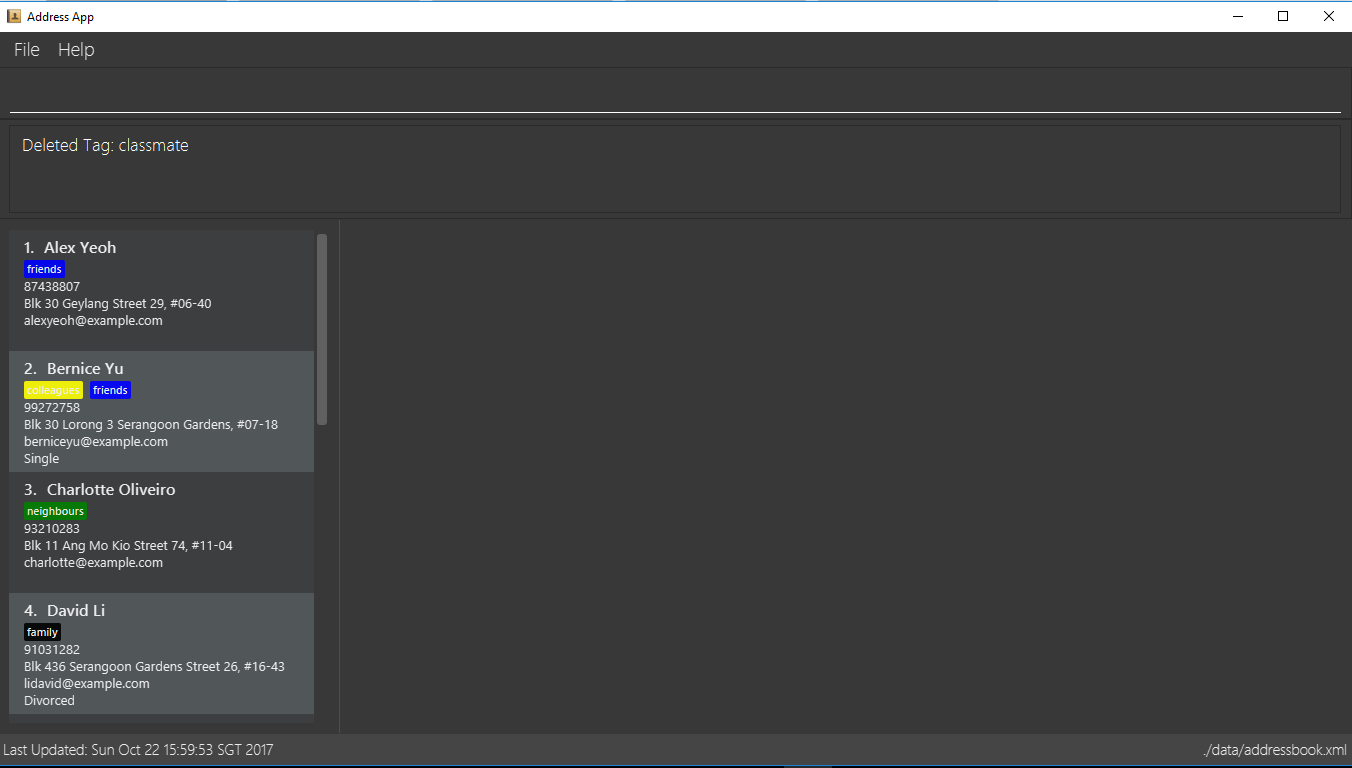 Address App
File Help
Deleted Tag: classmate
1. Alex Yeoh
friends
87438807
Blk 30 Geylang Street 29, #06-40
alexyeoh@example.com
2. Bernice Yu
colleagues friends
99272758
Blk 30 Lorong 3 Serangoon Gardens, #07-18
berniceyu@example.com
Single
3. Charlotte Oliveiro
neighbours
93210283
Blk 11 Ang Mo Kio Street 74, #11-04
charlotte@example.com
4. David Li
family
91031282
Blk 436 Serangoon Gardens Street 26, #16-43
lidavid@example.com
Divorced
Last Updated: Sun Oct 22 15:59:53 SGT 2017 ./data/addressbook.xml